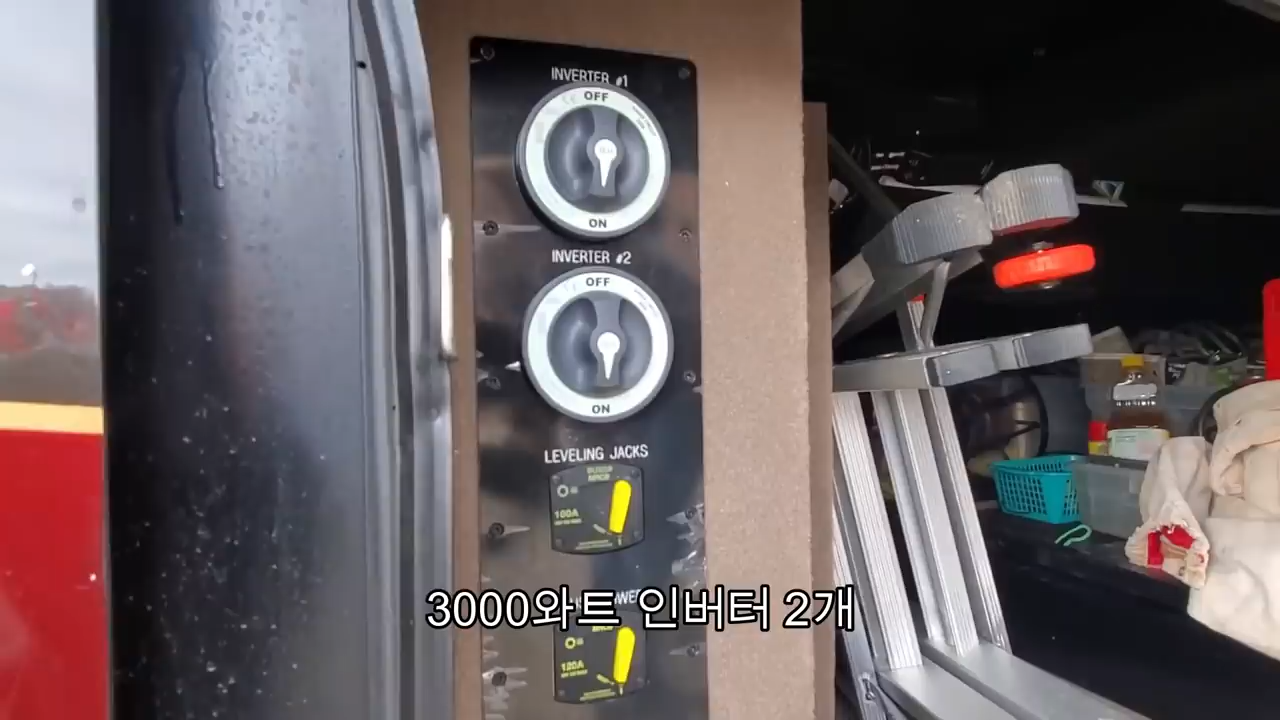 INVERTER #1
OFF
ON
INVERTER #2
OFF
ON
LEVELING JACKS
100A
3000와트 인버터 2개
120A